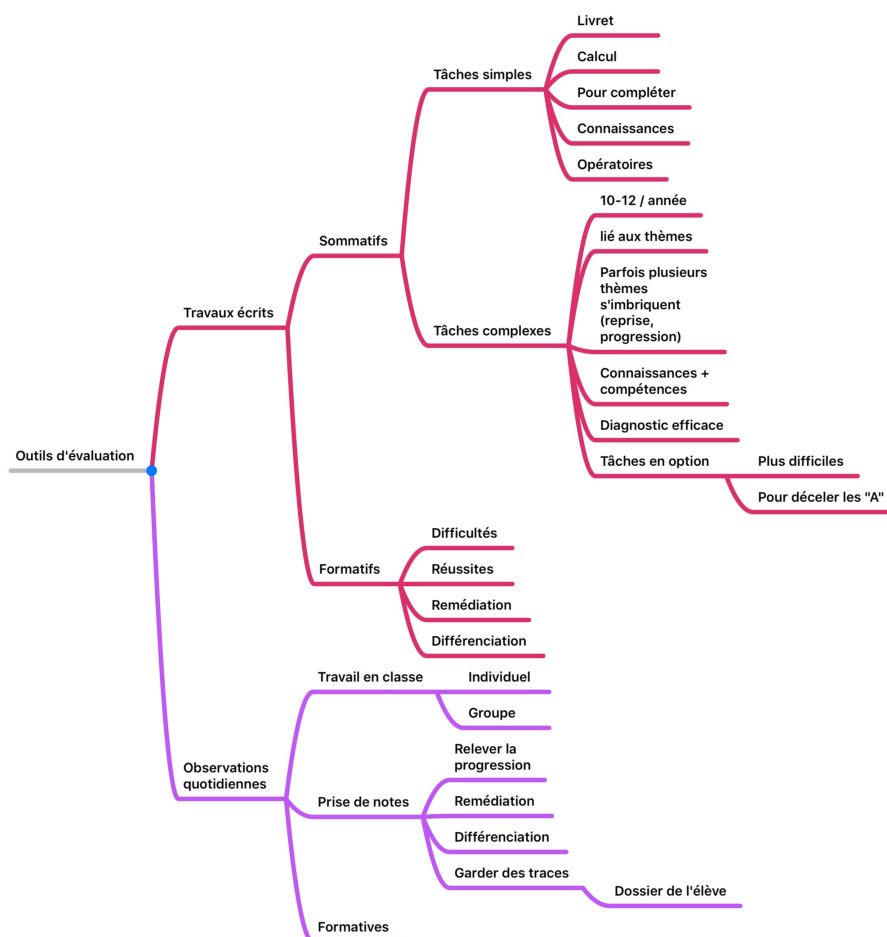 Livret
Calcul
Tâches simples
Pour compléter
Connaissances
Opératoires
10-12 / année
Sommatifs
lié aux thèmes
Parfois plusieurs
thèmes
s'imbriquent
(reprise,
progression)
Travaux écrits
Tâches complexes
Connaissances +
compétences
Diagnostic efficace
Outils d'évaluation
Tâches en option
Plus difficiles
Pour déceler les "A"
Difficultés
Formatifs
Réussites
Remédiation
Différenciation
Travail en classe
Individuel
Groupe
Relever la
progression
Observations
quotidiennes
Prise de notes
Remédiation
Différenciation
Garder des traces
Dossier de l'élève
Formatives